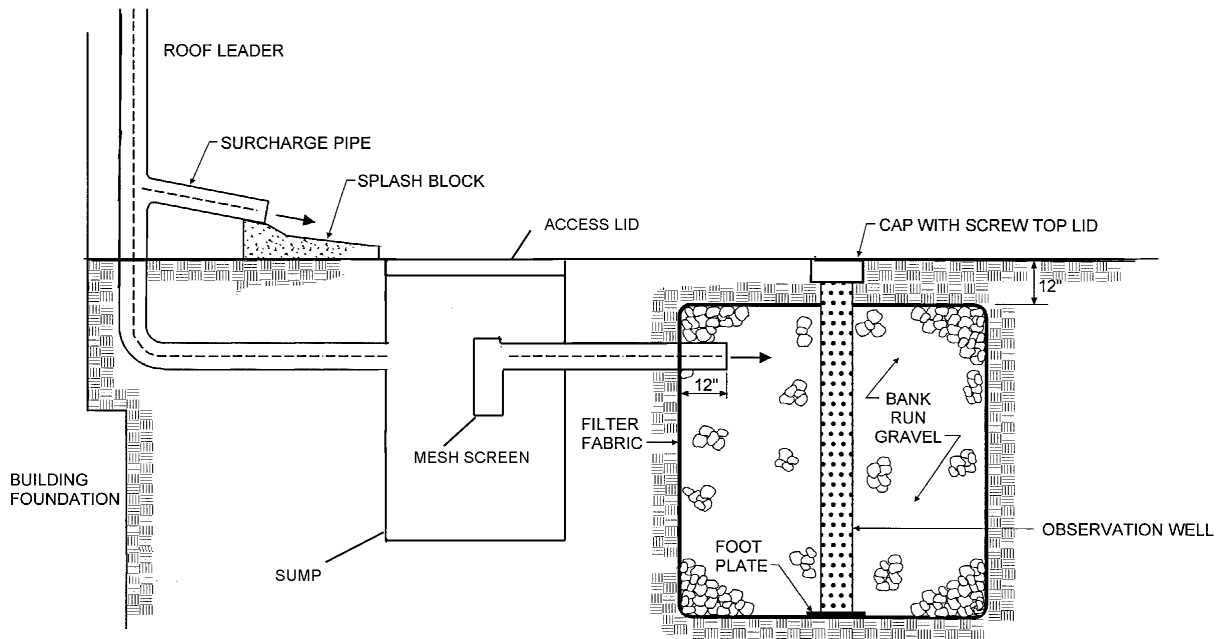 ROOF LEADER
SURCHARGE PIPE
SPLASH BLOCK
ACCESS LID
CAP WITH SCREW TOP LID
12"
12"
BANK
RUN
GRAVEL
FILTER
FABRIC
MESH SCREEN
BUILDING
FOUNDATION
OBSERVATION WELL
FOOT
PLATE
SUMP